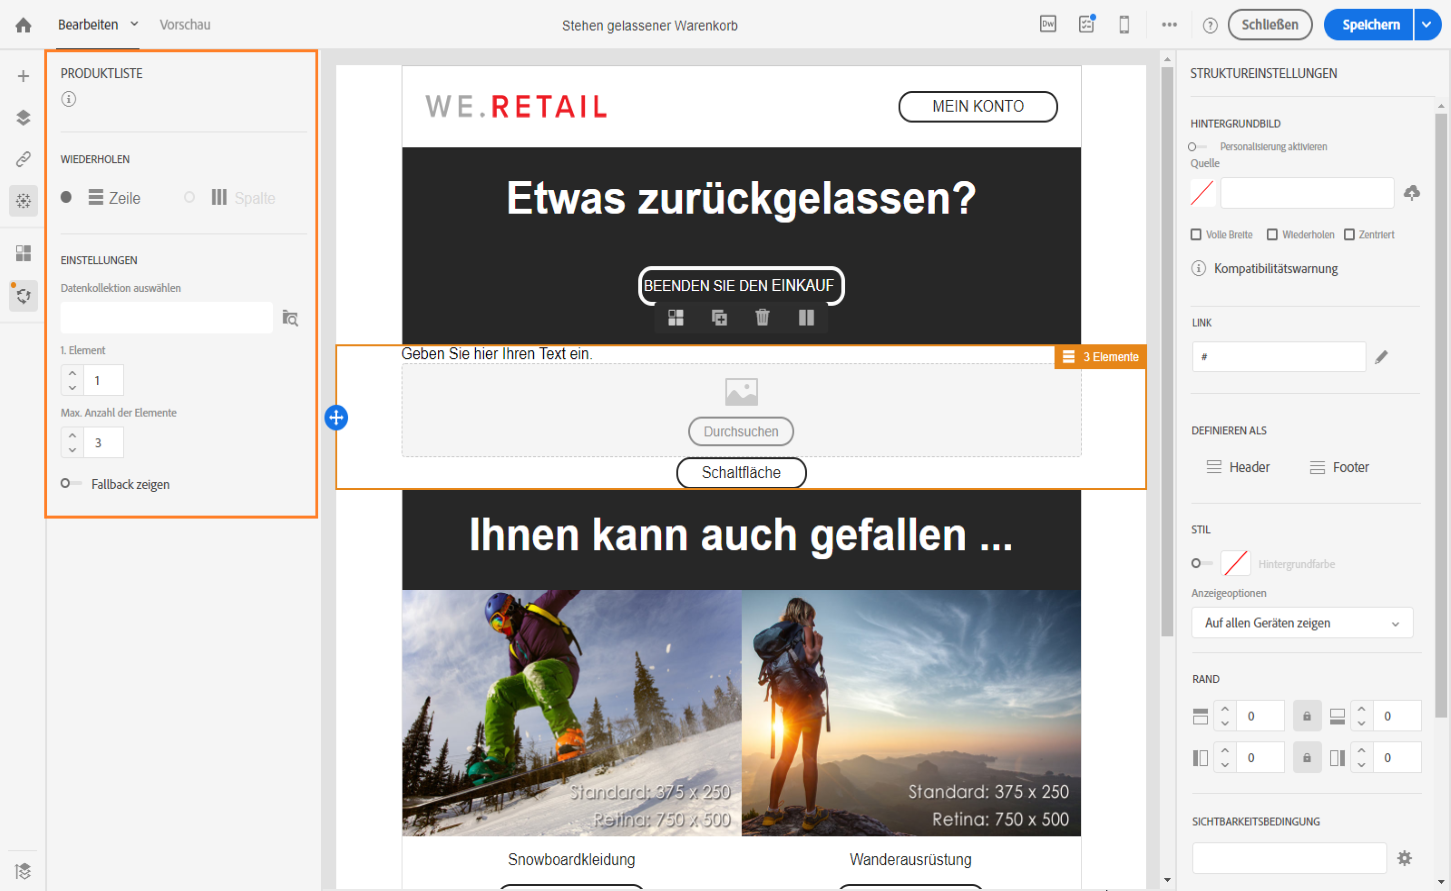 Bearbeiten
Vorschau
Stehen gelassener Warenkorb
Dw
Schließen
Speichern
PRODUKTLISTE
WIEDERHOLEN
Zeile
Spalte
EINSTELLUNGEN
Datenkollektion auswählen
1. Element
1
Max. Anzahl der Elemente
3
Fallback zeigen
WE.RETAIL
MEIN KONTO
Etwas zurückgelassen?
BEENDEN SIE DEN EINKAUF
Geben Sie hier Ihren Text ein.
3 Elemente
Durchsuchen
Schaltfläche
Ihnen kann auch gefallen ...
Standard: 375 x 250
Retina: 750 x 500
Standard: 375 x 250
Retina: 750 x 500
Snowboardkleidung
Wanderausrüstung
STRUKTUREINSTELLUNGEN
HINTERGRUNDBILD
Personalisierung aktivieren
Quelle
Volle Breite
Wiederholen
Zentriert
Kompatibilitätswarnung
LINK
#
DEFINIEREN ALS
Header
Footer
STIL
Hintergrundfarbe
Anzeigeoptionen
Auf allen Geräten zeigen
RAND
0
0
0
0
SICHTBARKEITSBEDINGUNG